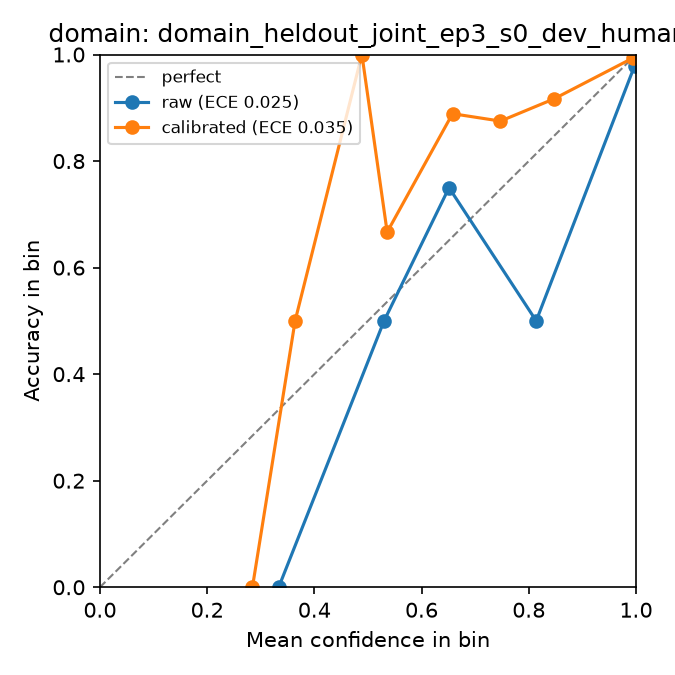 domain: domain_heldout_joint_ep3_s0_dev_human
1.0
perfect
raw (ECE 0.025)
calibrated (ECE 0.035)
0.8
0.6
0.4
0.2
0.0
Accuracy in bin
0.0 0.2 0.4 0.6 0.8 1.0
Mean confidence in bin